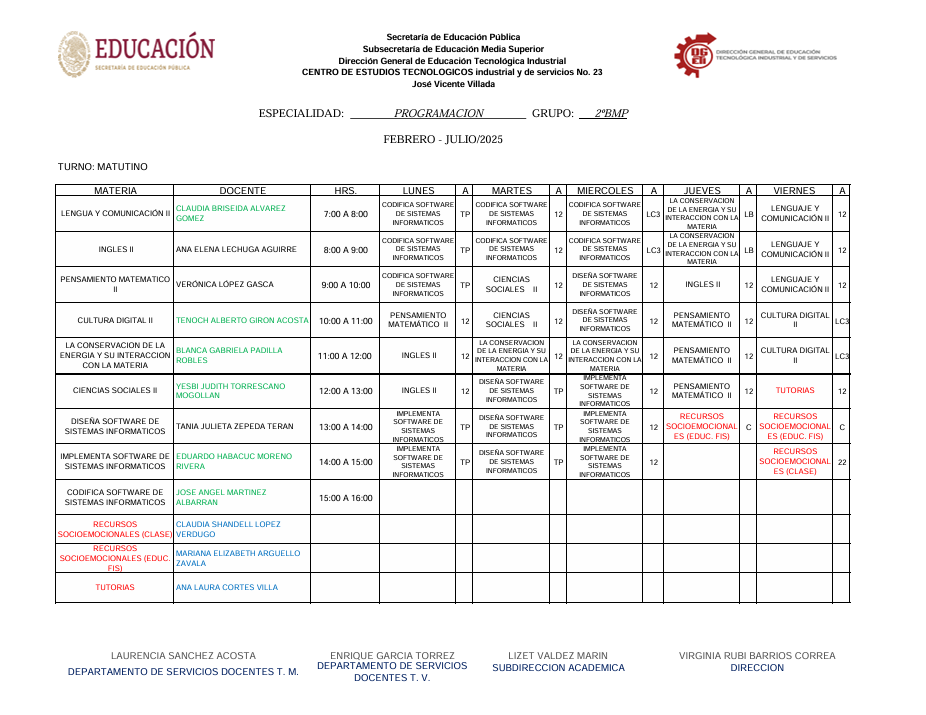 EDUCACIÓN
SECRETARÍA DE EDUCACIÓN PÚBLICA
Secretaría de Educación Pública
Subsecretaría de Educación Media Superior
Dirección General de Educación Tecnológica Industrial
CENTRO DE ESTUDIOS TECNOLOGICOS industrial y de servicios No. 23
José Vicente Villada
DIRECCIÓN GENERAL DE EDUCACIÓN
TECNOLÓGICA INDUSTRIAL Y DE SERVICIOS
ESPECIALIDAD: PROGRAMACION GRUPO: 2ºBMP
FEBRERO - JULIO/2025
TURNO: MATUTINO
MATERIA DOCENTE HRS. LUNES A MARTES A MIERCOLES A JUEVES A VIERNES A
LENGUA Y COMUNICACIÓN II
CLAUDIA BRISEIDA ALVAREZ
GOMEZ
7:00 A 8:00
CODIFICA SOFTWARE
DE SISTEMAS
INFORMATICOS
TP
CODIFICA SOFTWARE
DE SISTEMAS
INFORMATICOS
12
CODIFICA SOFTWARE
DE SISTEMAS
INFORMATICOS
LC3
LA CONSERVACION
DE LA ENERGIA Y SU
INTERACCION CON LA
MATERIA
LB
LENGUAJE Y
COMUNICACIÓN II
12
INGLES II
ANA ELENA LECHUGA AGUIRRE
8:00 A 9:00
CODIFICA SOFTWARE
DE SISTEMAS
INFORMATICOS
TP
CODIFICA SOFTWARE
DE SISTEMAS
INFORMATICOS
12
CODIFICA SOFTWARE
DE SISTEMAS
INFORMATICOS
LC3
LA CONSERVACION
DE LA ENERGIA Y SU
INTERACCION CON LA
MATERIA
LB
LENGUAJE Y
COMUNICACIÓN II
12
PENSAMIENTO MATEMATICO
II
VERÓNICA LÓPEZ GASCA
9:00 A 10:00
CODIFICA SOFTWARE
DE SISTEMAS
INFORMATICOS
TP
CIENCIAS
SOCIALES II
12
DISEÑA SOFTWARE
DE SISTEMAS
INFORMATICOS
12
INGLES II
12
LENGUAJE Y
COMUNICACIÓN II
12
CULTURA DIGITAL II
TENOCH ALBERTO GIRON ACOSTA
10:00 A 11:00
PENSAMIENTO
MATEMÁTICO II
12
CIENCIAS
SOCIALES II
12
DISEÑA SOFTWARE
DE SISTEMAS
INFORMATICOS
12
PENSAMIENTO
MATEMÁTICO II
12
CULTURA DIGITAL
II
LC3
LA CONSERVACION DE LA
ENERGIA Y SU INTERACCION
CON LA MATERIA
BLANCA GABRIELA PADILLA
ROBLES
11:00 A 12:00
INGLES II
12
LA CONSERVACION
DE LA ENERGIA Y SU
INTERACCION CON LA
MATERIA
12
LA CONSERVACION
DE LA ENERGIA Y SU
INTERACCION CON LA
MATERIA
12
PENSAMIENTO
MATEMÁTICO II
12
CULTURA DIGITAL
II
LC3
CIENCIAS SOCIALES II
YESBI JUDITH TORRESCANO
MOGOLLAN
12:00 A 13:00
INGLES II
12
DISEÑA SOFTWARE
DE SISTEMAS
INFORMATICOS
TP
IMPLEMENTA
SOFTWARE DE
SISTEMAS
INFORMATICOS
12
PENSAMIENTO
MATEMÁTICO II
12
TUTORIAS
12
DISEÑA SOFTWARE DE
SISTEMAS INFORMATICOS
TANIA JULIETA ZEPEDA TERAN
13:00 A 14:00
IMPLEMENTA
SOFTWARE DE
SISTEMAS
INFORMATICOS
TP
DISEÑA SOFTWARE
DE SISTEMAS
INFORMATICOS
TP
IMPLEMENTA
SOFTWARE DE
SISTEMAS
INFORMATICOS
12
RECURSOS
SOCIOEMOCIONAL
ES (EDUC. FIS)
C
RECURSOS
SOCIOEMOCIONAL
ES (EDUC. FIS)
C
IMPLEMENTA SOFTWARE DE
SISTEMAS INFORMATICOS
EDUARDO HABACUC MORENO
RIVERA
14:00 A 15:00
IMPLEMENTA
SOFTWARE DE
SISTEMAS
INFORMATICOS
TP
DISEÑA SOFTWARE
DE SISTEMAS
INFORMATICOS
TP
IMPLEMENTA
SOFTWARE DE
SISTEMAS
INFORMATICOS
12
RECURSOS
SOCIOEMOCIONAL
ES (CLASE)
22
CODIFICA SOFTWARE DE
SISTEMAS INFORMATICOS
JOSE ANGEL MARTINEZ
ALBARRAN
15:00 A 16:00
RECURSOS
SOCIOEMOCIONALES (CLASE)
CLAUDIA SHANDELL LOPEZ
VERDUGO
RECURSOS
SOCIOEMOCIONALES (EDUC.
FIS)
MARIANA ELIZABETH ARGUELLO
ZAVALA
TUTORIAS
ANA LAURA CORTES VILLA
LAURENCIA SANCHEZ ACOSTA
DEPARTAMENTO DE SERVICIOS DOCENTES T. M.
ENRIQUE GARCIA TORREZ
DEPARTAMENTO DE SERVICIOS
DOCENTES T. V.
LIZET VALDEZ MARIN
SUBDIRECCION ACADEMICA
VIRGINIA RUBI BARRIOS CORREA
DIRECCION